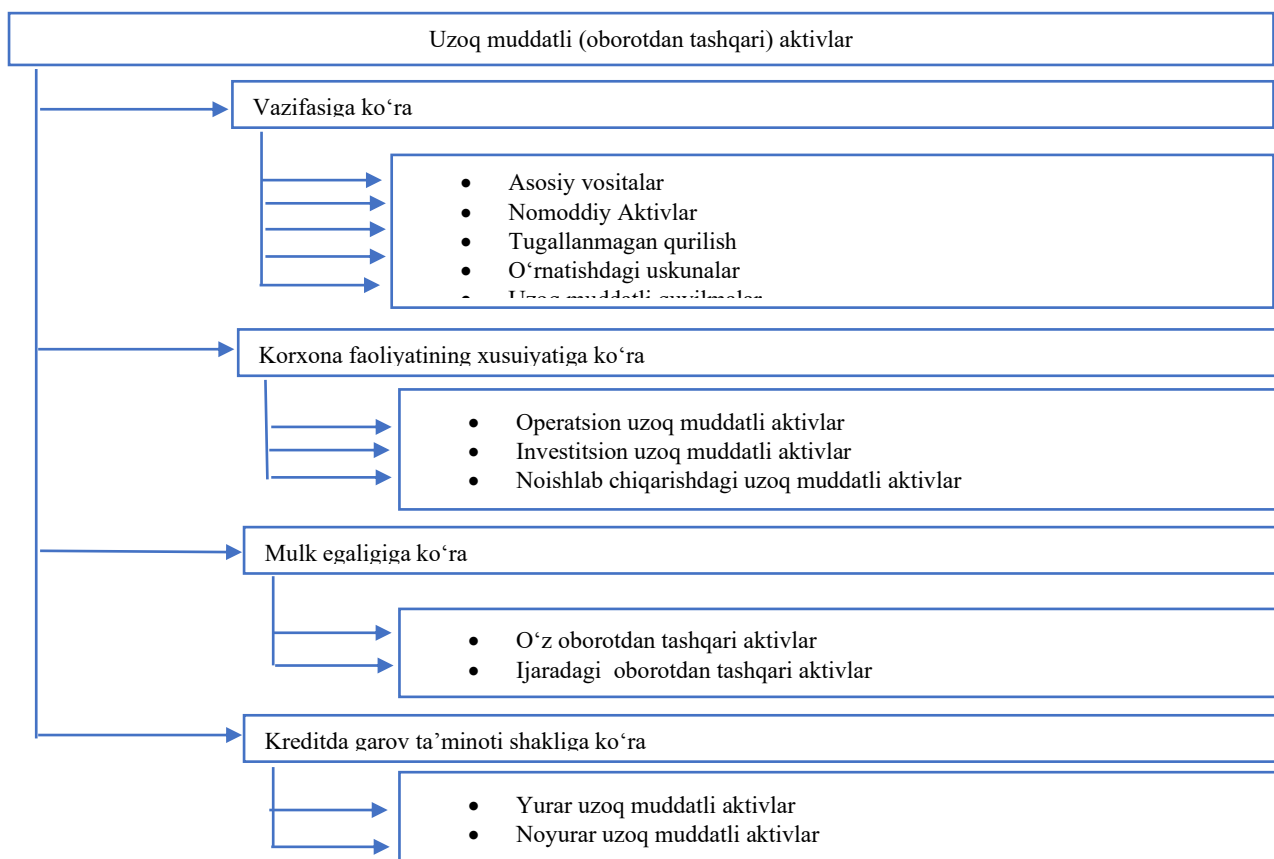 Uzoq muddatli (oborotdan tashqari) aktivlar
Vazifasiga ko‘ra
• Asosiy vositalar
• Nomoddiy Aktivlar
• Tugallanmagan qurilish
• O‘rnatishdagi uskunalar
• Uzoq muddatli quyilmalar
Korxona faoliyatining xusuiyatiga ko‘ra
• Operatsion uzoq muddatli aktivlar
• Investitsion uzoq muddatli aktivlar
• Noishlab chiqarishdagi uzoq muddatli aktivlar
Mulk egaligiga ko‘ra
• O‘z oborotdan tashqari aktivlar
• Ijaradagi oborotdan tashqari aktivlar
Kreditda garov ta’minoti shakliga ko‘ra
• Yurar uzoq muddatli aktivlar
• Noyurar uzoq muddatli aktivlar